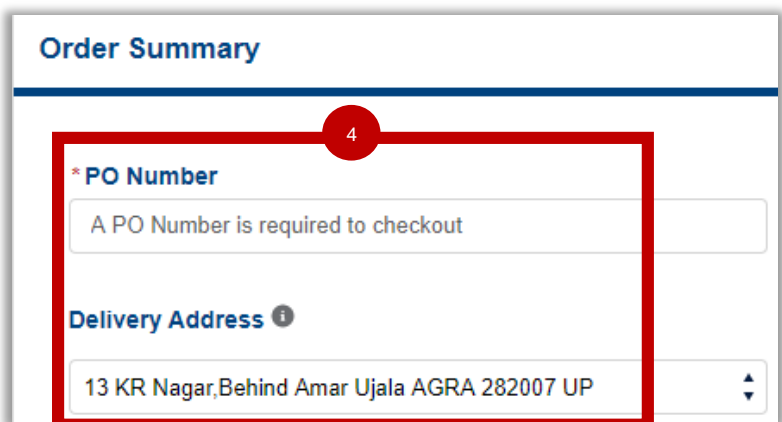 Order Summary
4
* PO Number
A PO Number is required to checkout
Delivery Address i
13 KR Nagar,Behind Amar Ujala AGRA 282007 UP